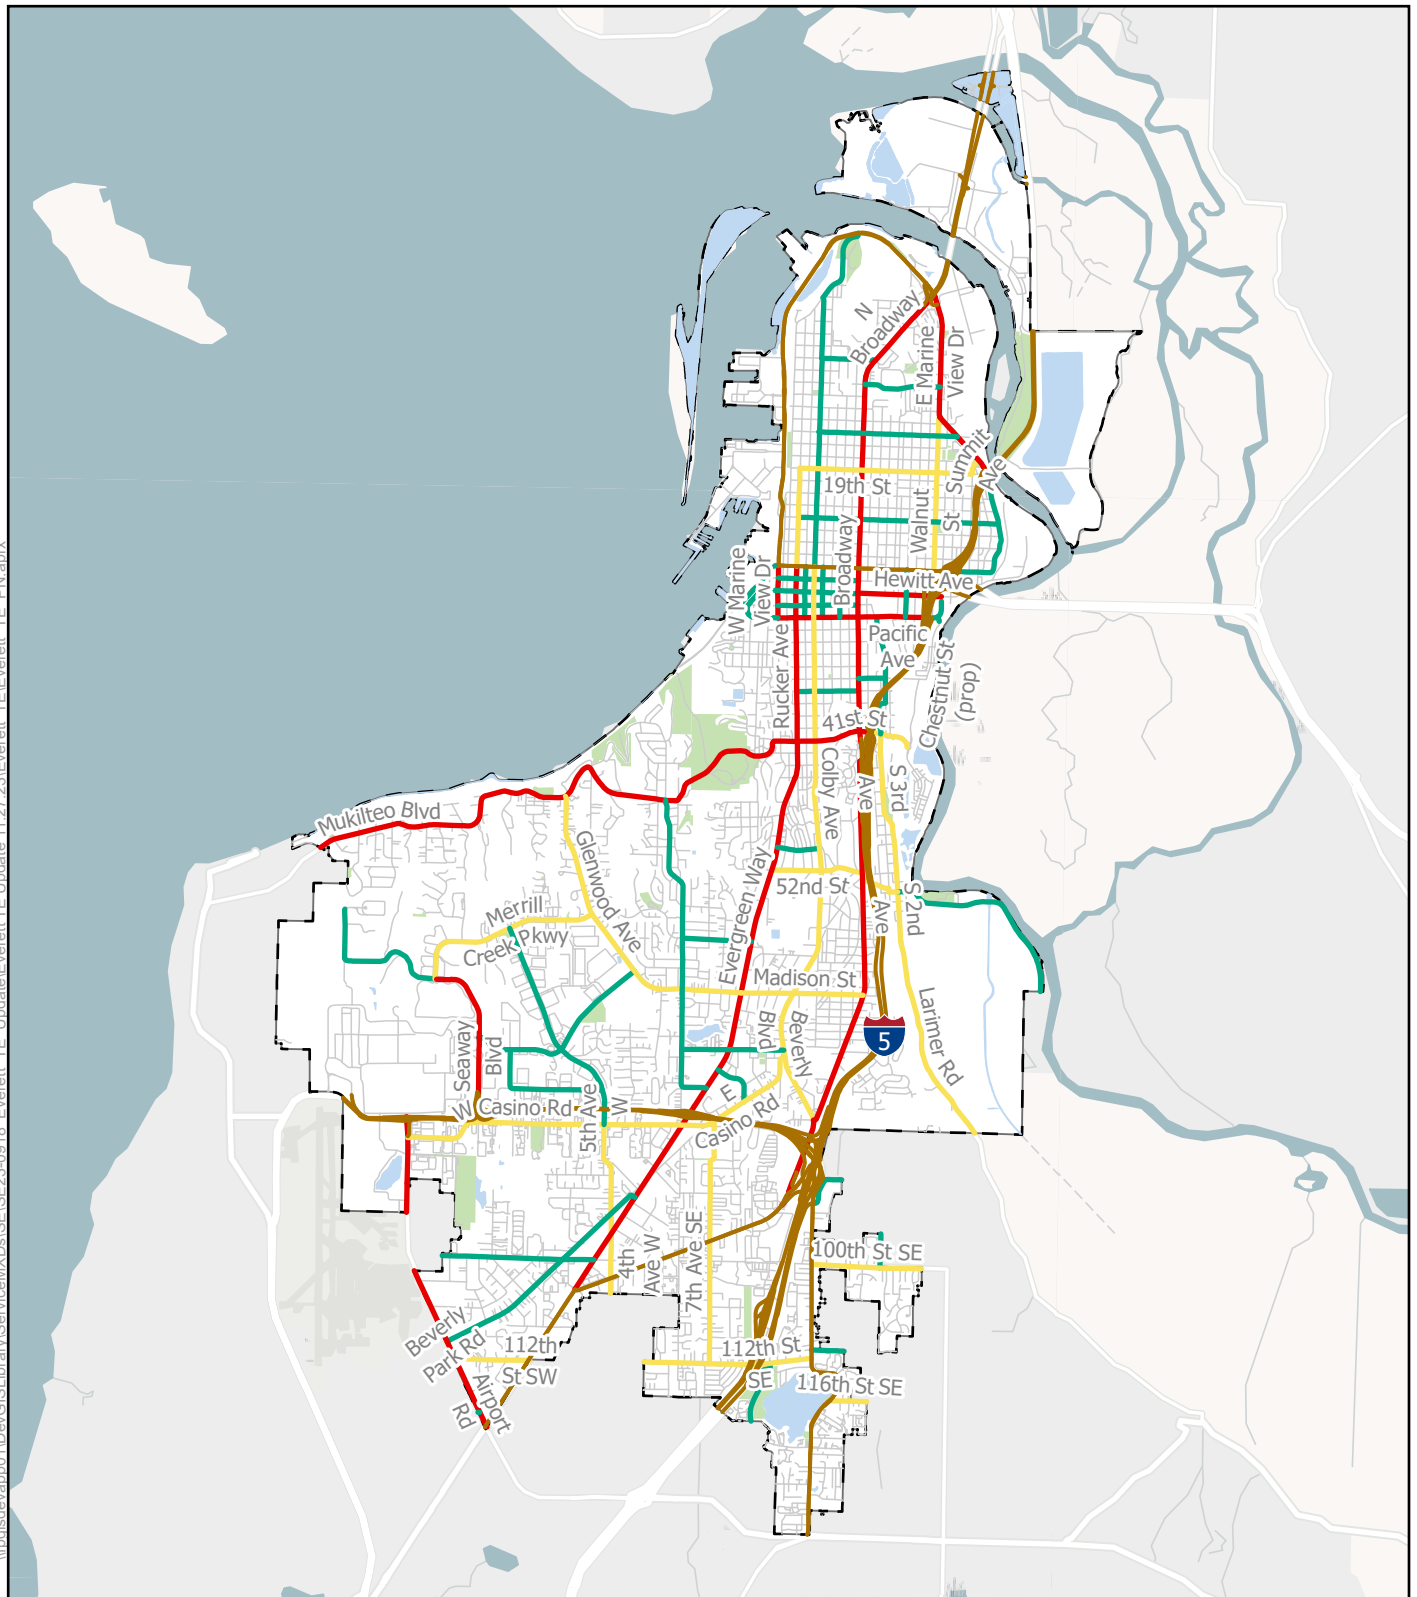 N
Broadway
E Marine
View Dr
Summit
Ave
19th St
Walnut
St
Broadway
W Marine
View Dr
Hewitt Ave
Pacific
Ave
Rucker Ave
Chestnut St
(prop)
41st St
Colby Ave
Ave
S 3rd
Mukilteo Blvd
Glenwood Ave
Evergreen Way
52nd St
S 2nd
Ave
Merrill
Creek Pkwy
Madison St
Larimer Rd
Beverly
Blvd
5
W Seaway
Blvd
Casino Rd
5th Ave
W
E
Casino Rd
4th
Ave W
7th Ave SE
100th St SE
Beverly
Park Rd
112th
St SW
112th St
SE
116th St SE
Airport
Rd